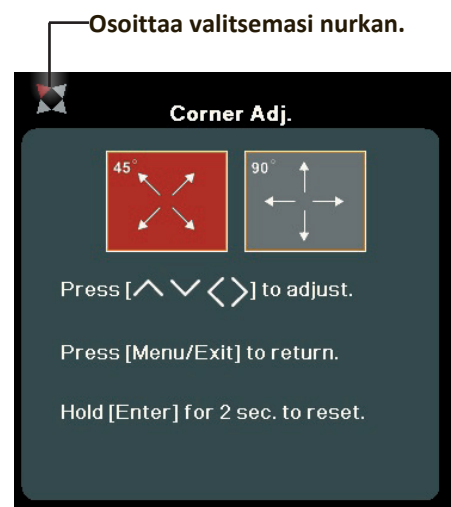 Osoittaa valitsemasi nurkan.
Corner Adj.
45° 90°
Press [︿﹀〈〉] to adjust.
Press [Menu/Exit] to return.
Hold [Enter] for 2 sec. to reset.